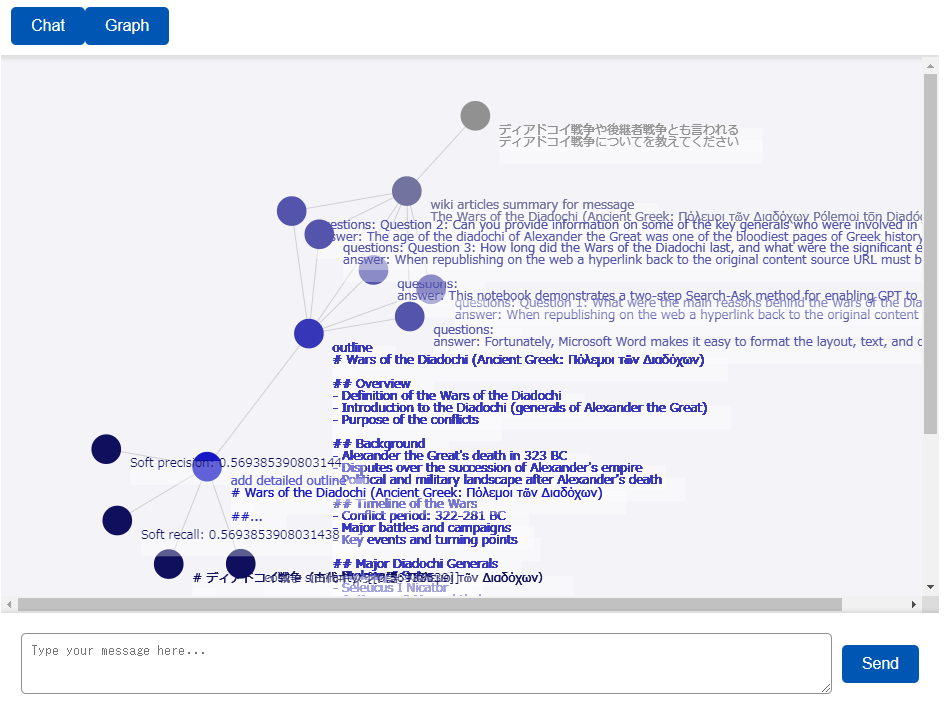 Chat Graph
ディアドコイ戦争や後継者戦争とも言われる
ディアドコイ戦争についてを教えてください
wiki articles summary for message
The Wars of the Diadochi (Ancient Greek: Πόλεμοι τῶν Διαδόχων Pólemoi tōn Diadó
estions: Question 2: Can you provide information on some of the key generals who were involved in
swer: The age of the diadochi of Alexander the Great was one of the bloodiest pages of Greek history
questions: Question 3: How long did the Wars of the Diadochi last, and what were the significant e
answer: When republishing on the web a hyperlink back to the original content source URL must b
questions:
answer: This notebook demonstrates a two-step Search-Ask method for enabling GPT to
questions: Question 1: What were the main reasons behind the Wars of the Dia
answer: When republishing on the web a hyperlink back to the original content
questions:
answer: Fortunately, Microsoft Word makes it easy to format the layout, text, and
outline
# Wars of the Diadochi (Ancient Greek: Πόλεμοι τῶν Διαδόχων)
## Overview
- Definition of the Wars of the Diadochi
- Introduction to the Diadochi (generals of Alexander the Great)
- Purpose of the conflicts
## Background
- Alexander the Great's death in 323 BC
- Disputes over the succession of Alexander's empire
- Political and military landscape after Alexander's death
Soft precision: 0.569385390803144
add detailed outline
# Wars of the Diadochi (Ancient Greek: Πόλεμοι τῶν Διαδόχων)
##...
## Timeline of the Wars
- Conflict period: 322-281 BC
- Major battles and campaigns
- Key events and turning points
Soft recall: 0.5693858908031438
## Major Diadochi Generals
# ディアドコイ戦争 (古代
τῶν Διαδόχων)
- Seleucus I Nicator
Type your message here...
Send